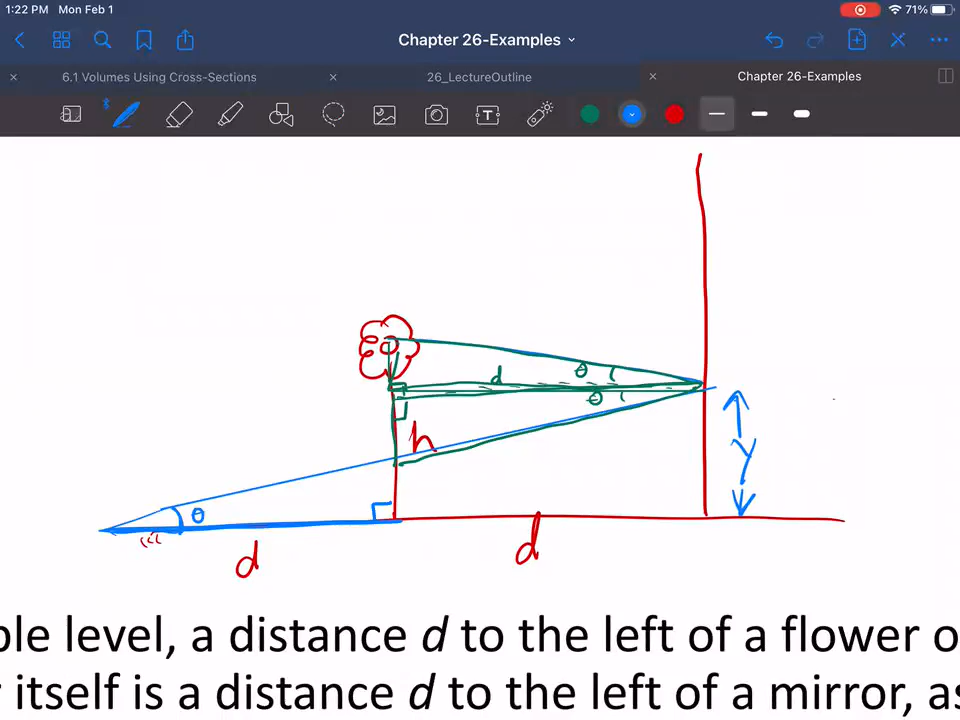 1:22 PM Mon Feb 1
71%
Chapter 26-Examples
6.1 Volumes Using Cross-Sections
26_LectureOutline
Chapter 26-Examples
T
d
θ
θ
h
y
θ
d
d
ble level, a distance d to the left of a flower o
r itself is a distance d to the left of a mirror, as